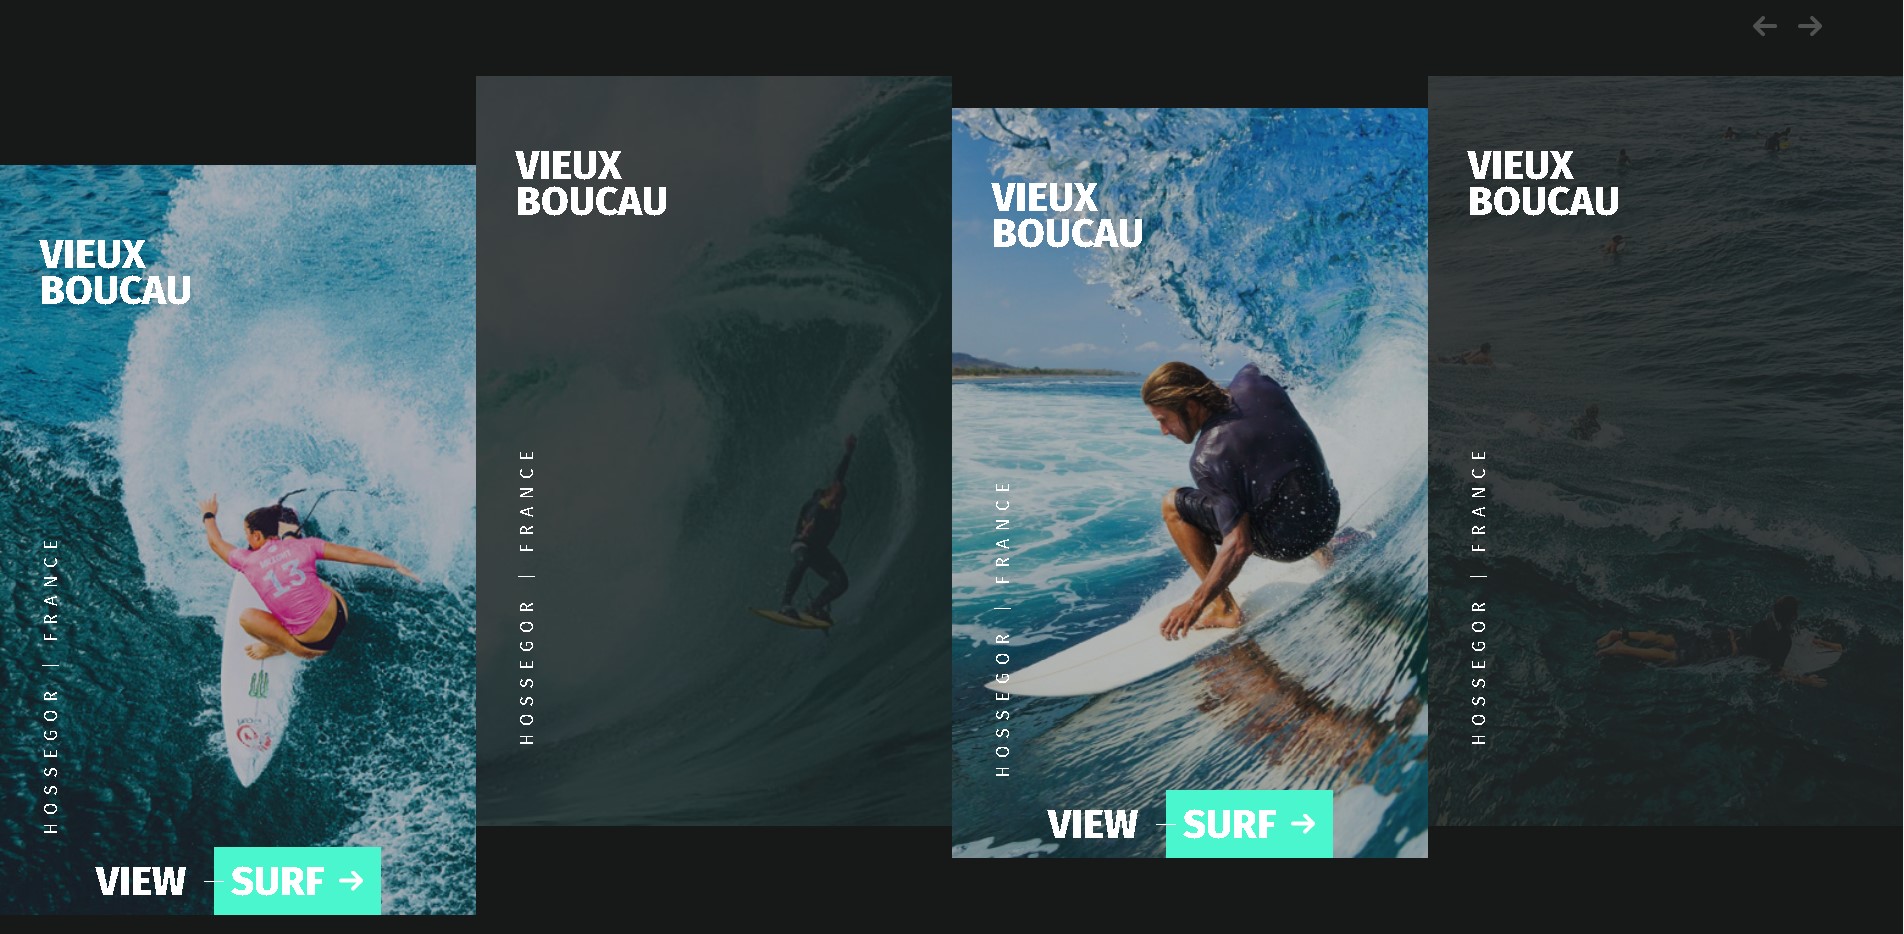 VIEUX
BOUCAU
HOSSEGOR | FRANCE
13
VIEW — SURF →
VIEUX
BOUCAU
HOSSEGOR | FRANCE
VIEUX
BOUCAU
HOSSEGOR | FRANCE
VIEW — SURF →
VIEUX
BOUCAU
HOSSEGOR | FRANCE